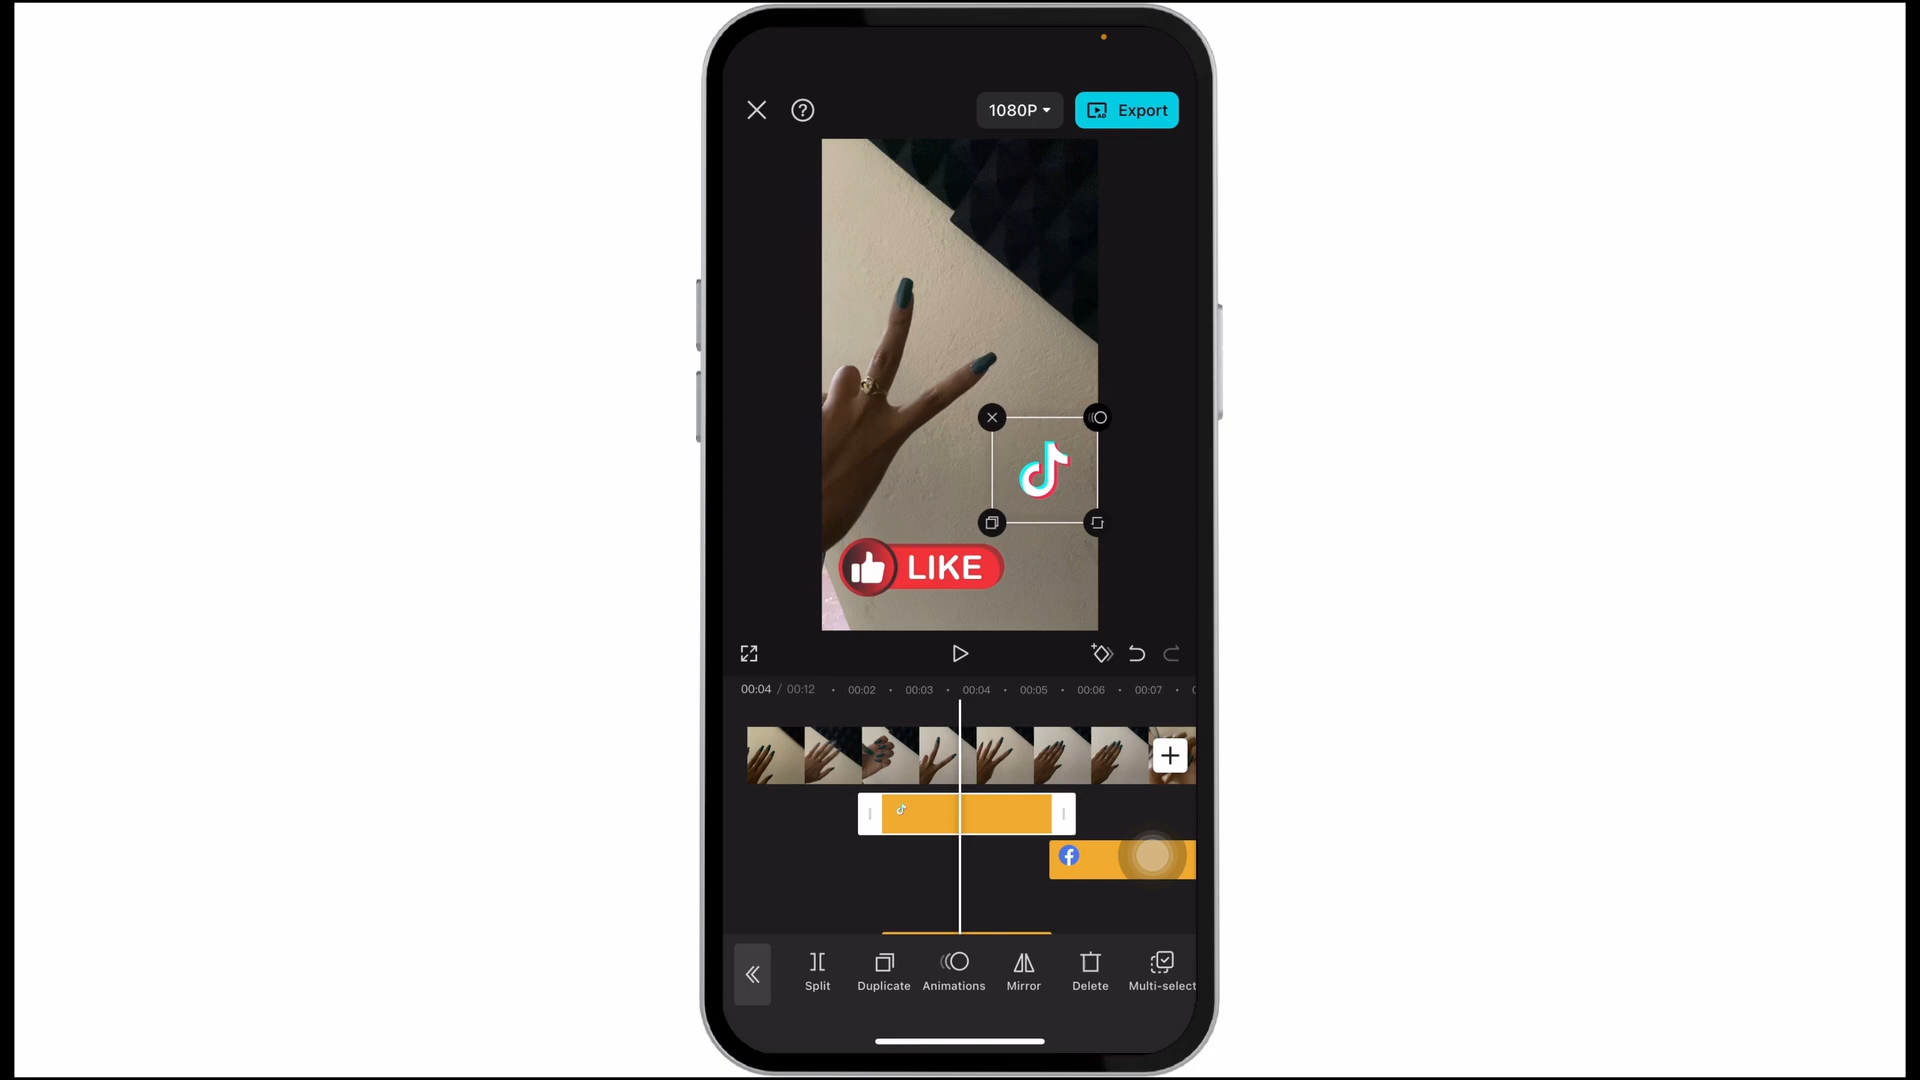 1080P Export
LIKE
00:04 / 00:12 00:02 00:03 00:04 00:05 00:06 00:07
Split Duplicate Animations Mirror Delete Multi-select